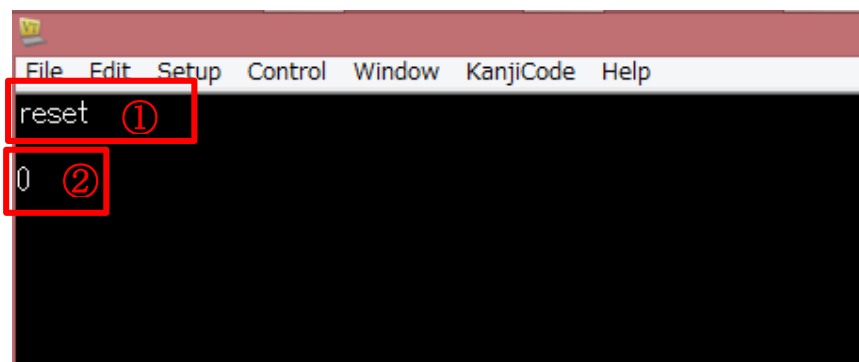 File Edit Setup Control Window KanjiCode Help
reset ①
0 ②